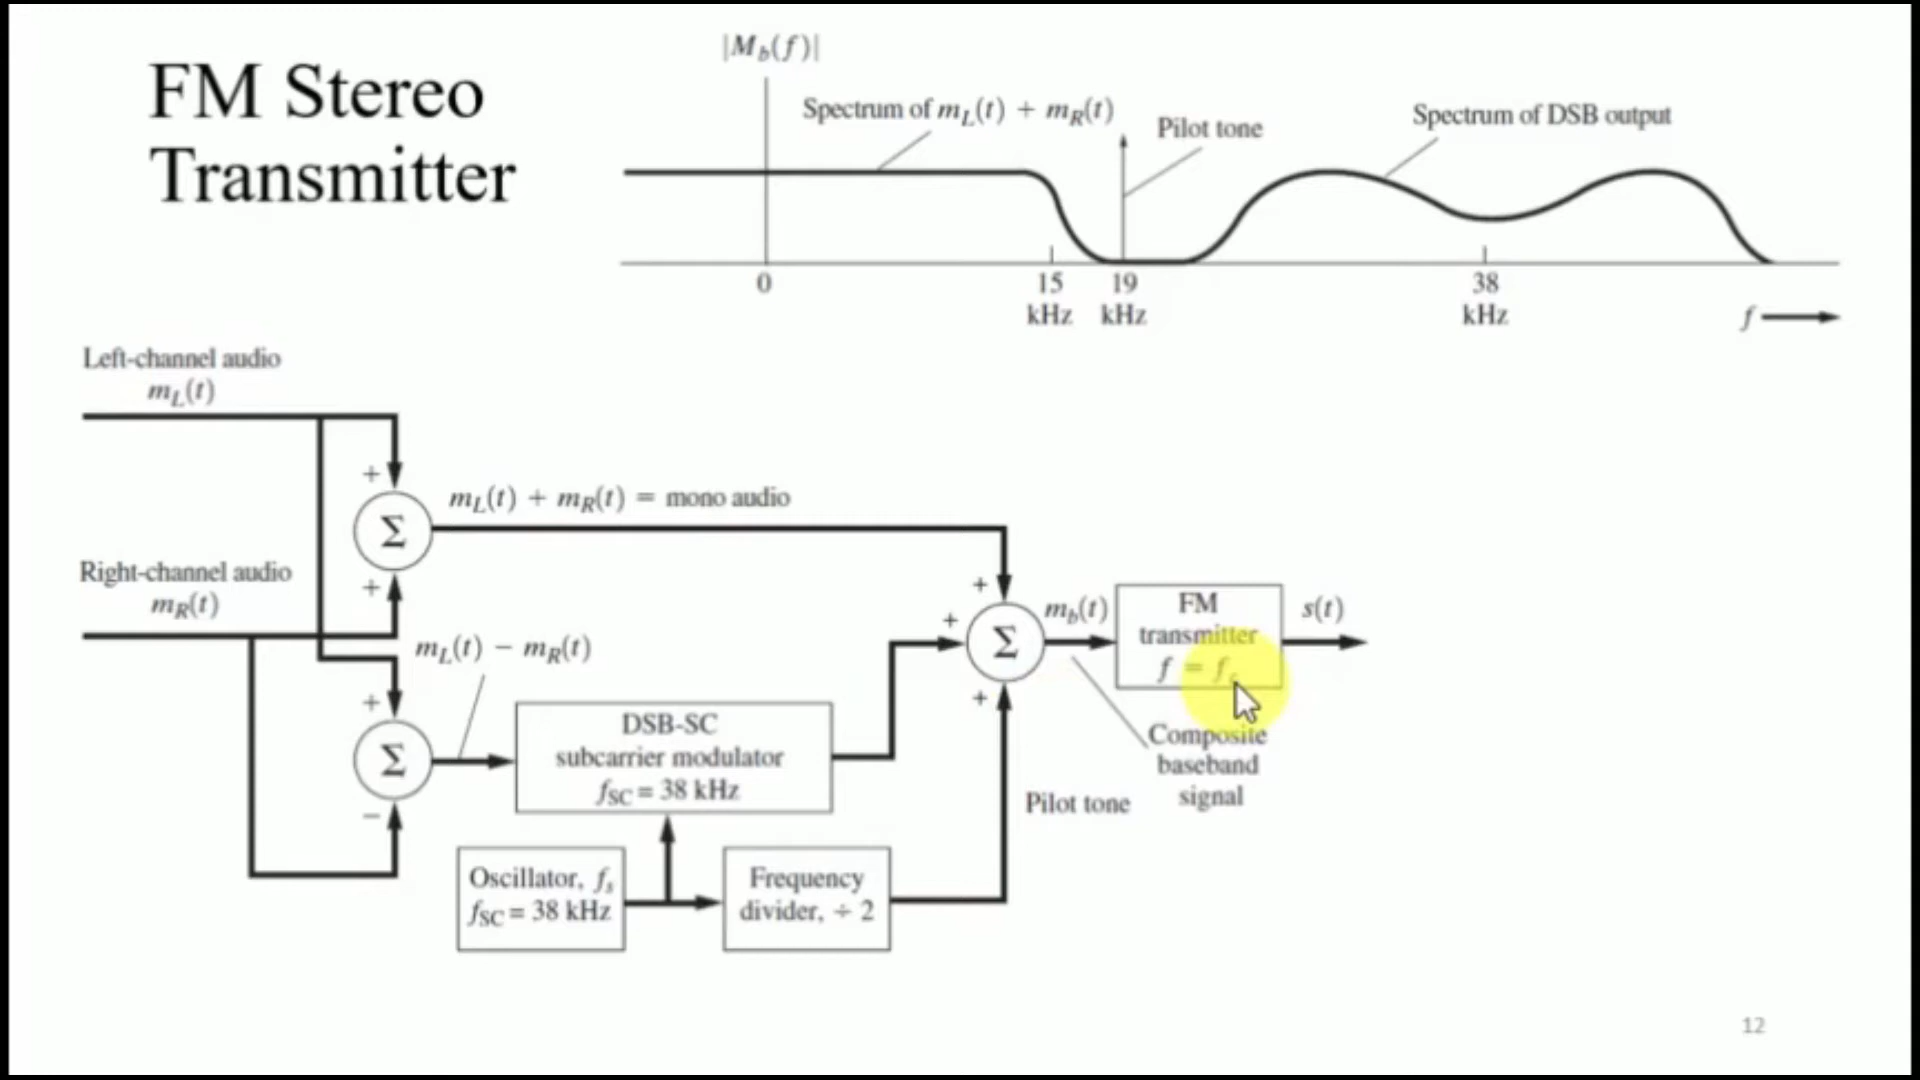 FM Stereo
Transmitter
|M_b(f)|
Spectrum of m_L(t) + m_R(t)
Pilot tone
Spectrum of DSB output
0
15
kHz
19
kHz
38
kHz
f
Left-channel audio
m_L(t)
+
Σ
+
m_L(t) + m_R(t) = mono audio
Right-channel audio
m_R(t)
m_L(t) − m_R(t)
+
Σ
−
DSB-SC
subcarrier modulator
f_SC = 38 kHz
Oscillator, f_s
f_SC = 38 kHz
Frequency
divider, ÷ 2
+
+
Σ
+
m_b(t)
FM
transmitter
f = f_c
s(t)
Composite
baseband
signal
Pilot tone
12